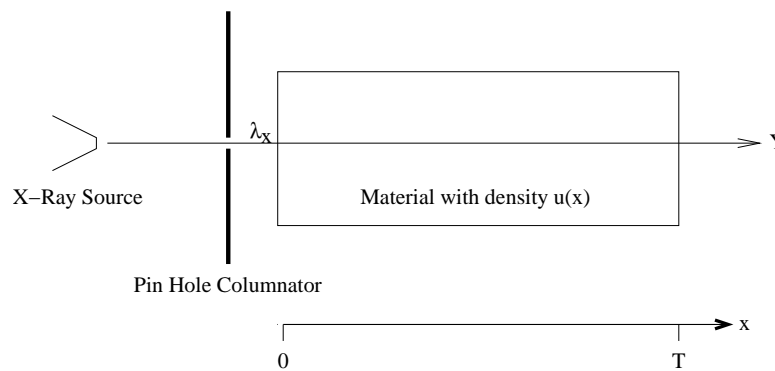 λx
Y
X−Ray Source
Material with density u(x)
Pin Hole Columnator
x
0
T